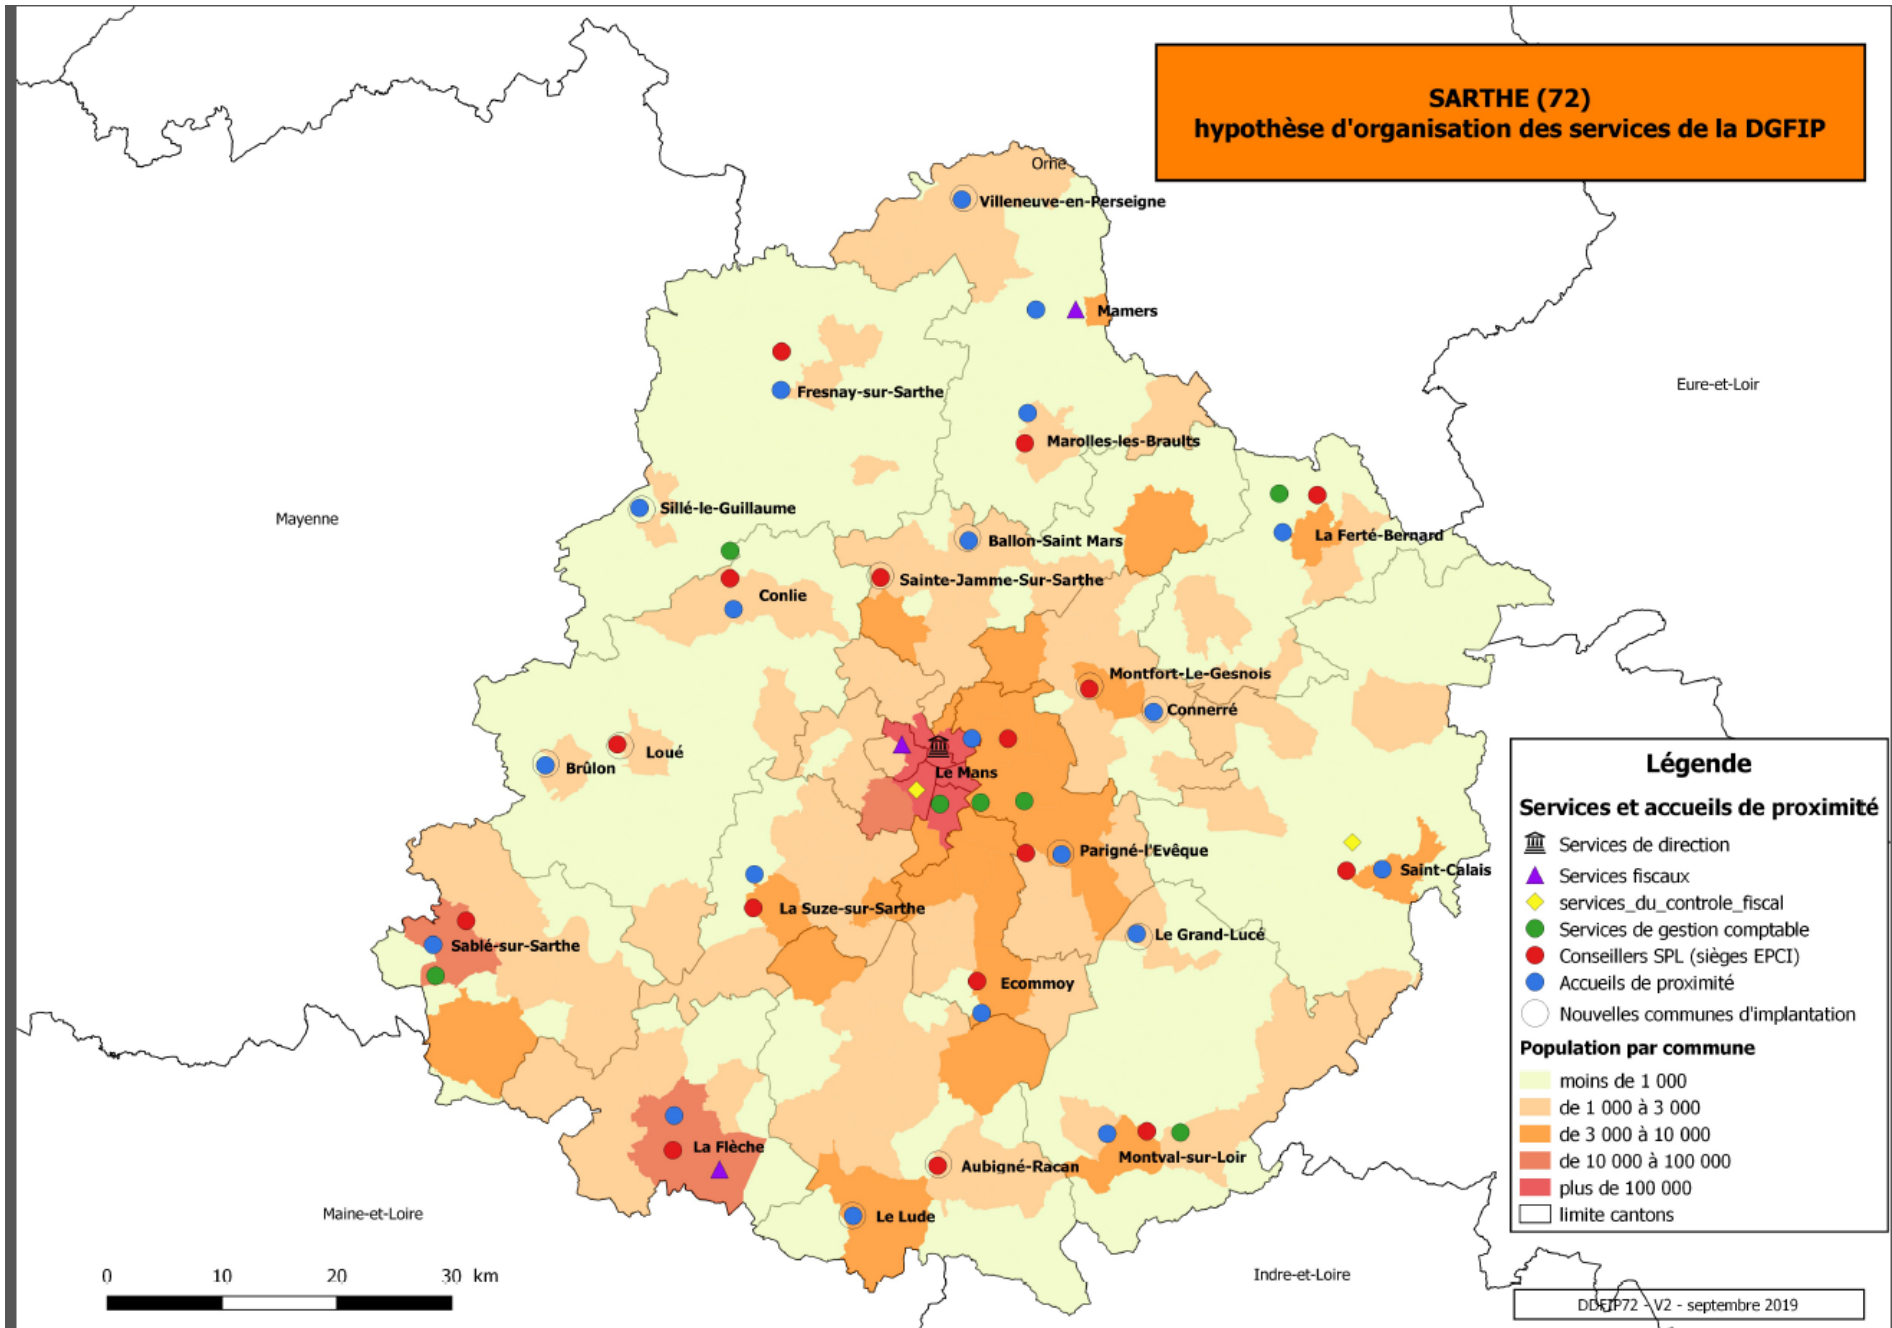 SARTHE (72)
hypothèse d'organisation des services de la DGFIP
Orne
Villeneuve-en-Perseigne
Mamers
Fresnay-sur-Sarthe
Eure-et-Loir
Marolles-les-Braults
Mayenne
Sillé-le-Guillaume
La Ferté-Bernard
Ballon-Saint Mars
Sainte-Jamme-Sur-Sarthe
Conlie
Montfort-Le-Gesnois
Connerré
Loué
Brûlon
Le Mans
Parigné-l'Evêque
Saint-Calais
La Suze-sur-Sarthe
Le Grand-Lucé
Sablé-sur-Sarthe
Ecommoy
La Flèche
Aubigné-Racan
Montval-sur-Loir
Le Lude
Maine-et-Loire
Indre-et-Loire
0 10 20 30 km
Légende
Services et accueils de proximité
Services de direction
Services fiscaux
services_du_controle_fiscal
Services de gestion comptable
Conseillers SPL (sièges EPCI)
Accueils de proximité
Nouvelles communes d'implantation
Population par commune
moins de 1 000
de 1 000 à 3 000
de 3 000 à 10 000
de 10 000 à 100 000
plus de 100 000
limite cantons
DDFIP72 - V2 - septembre 2019